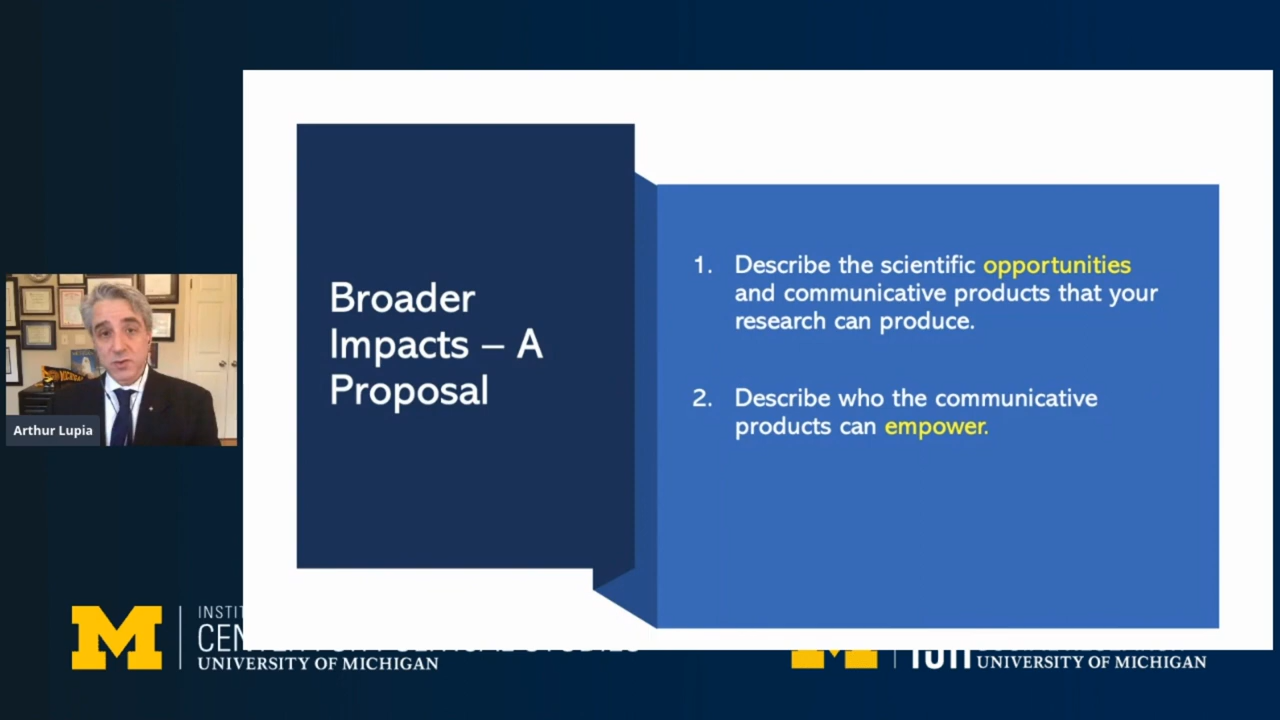 Broader
Impacts – A
Proposal
1. Describe the scientific opportunities
and communicative products that your
research can produce.
2. Describe who the communicative
products can empower.
Arthur Lupia
UNIVERSITY OF MICHIGAN
UNIVERSITY OF MICHIGAN